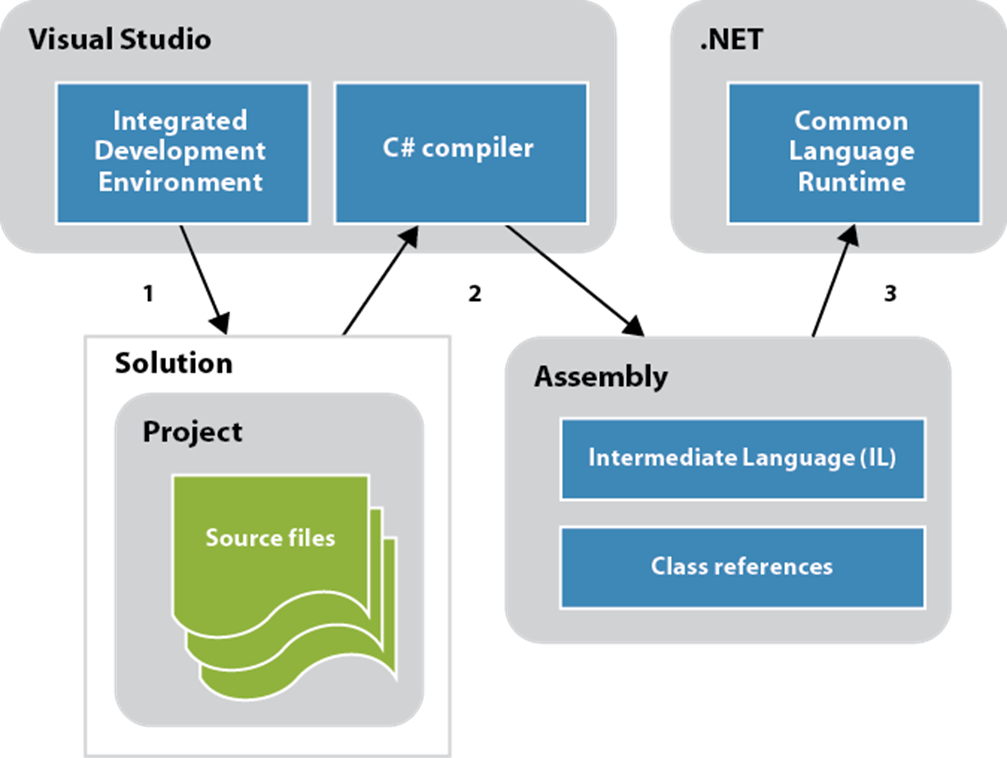 Visual Studio
Integrated
Development
Environment
C# compiler
.NET
Common
Language
Runtime
1
2
3
Solution
Project
Source files
Assembly
Intermediate Language (IL)
Class references